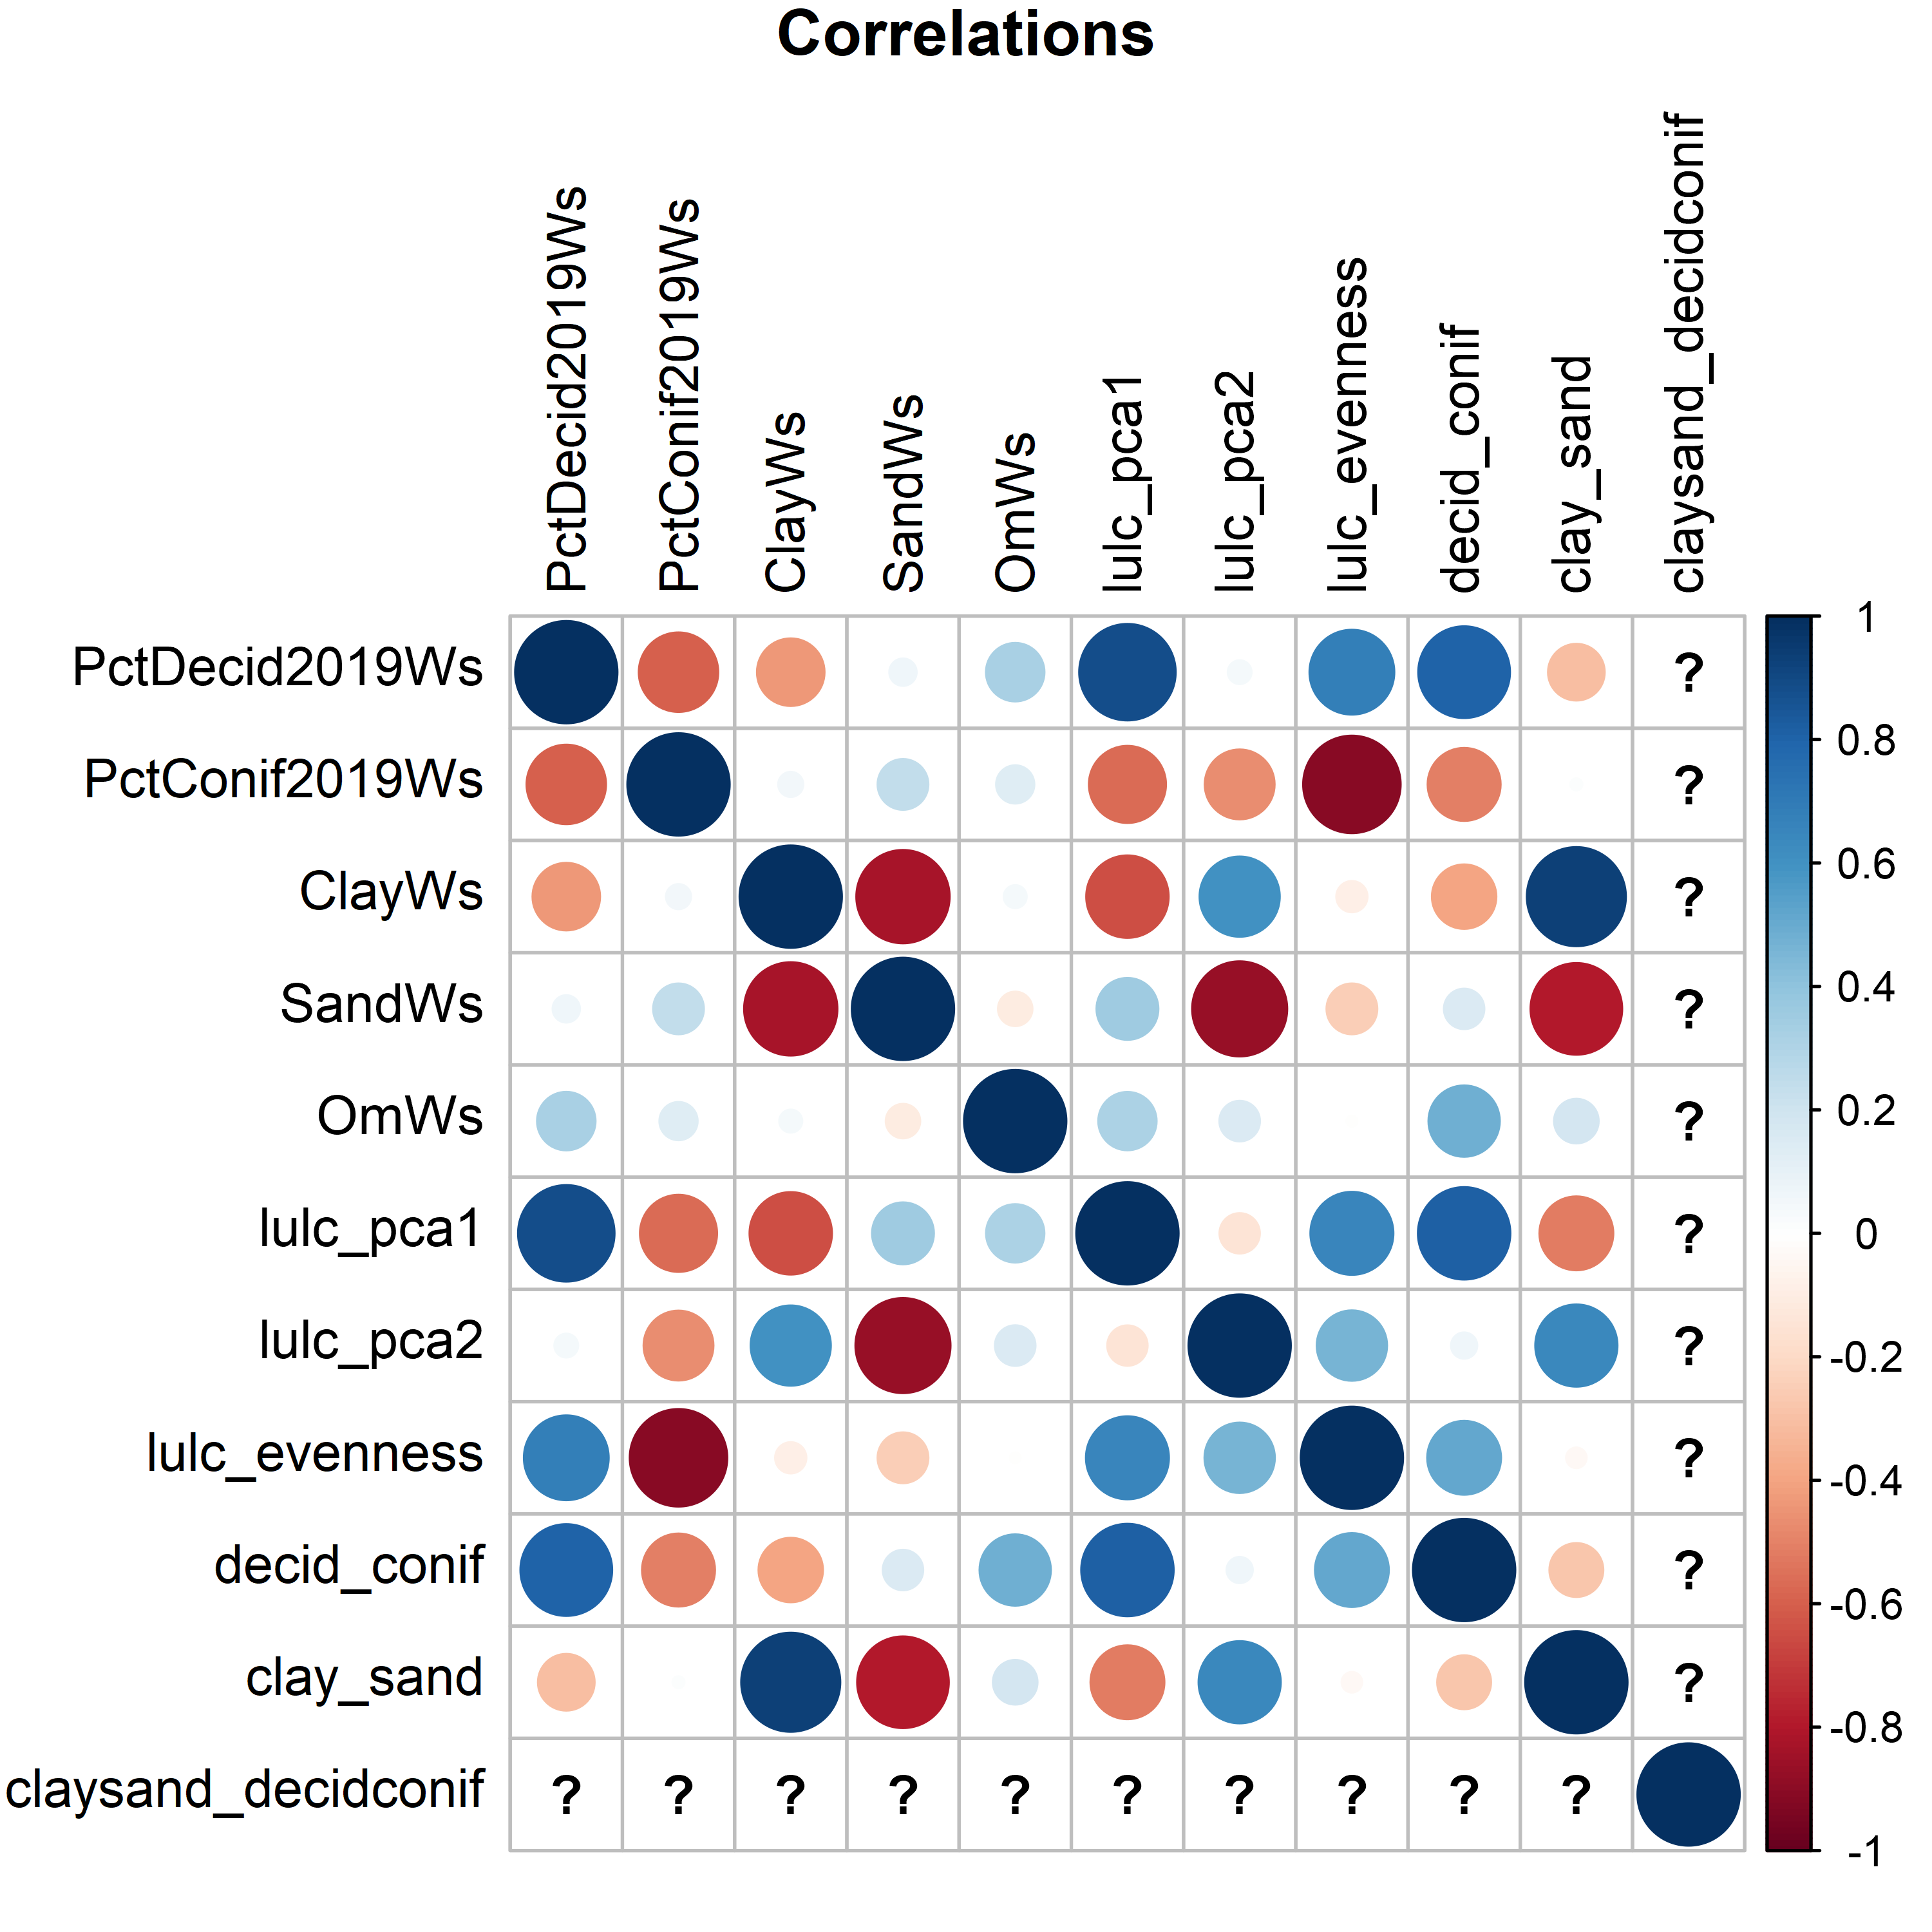 Correlations
PctDecid2019Ws
PctConif2019Ws
ClayWs
SandWs
OmWs
lulc_pca1
lulc_pca2
lulc_evenness
decid_conif
clay_sand
claysand_decidconif
PctDecid2019Ws ?
PctConif2019Ws ?
ClayWs ?
SandWs ?
OmWs ?
lulc_pca1 ?
lulc_pca2 ?
lulc_evenness ?
decid_conif ?
clay_sand ?
claysand_decidconif ? ? ? ? ? ? ? ? ? ?
1
0.8
0.6
0.4
0.2
0
-0.2
-0.4
-0.6
-0.8
-1